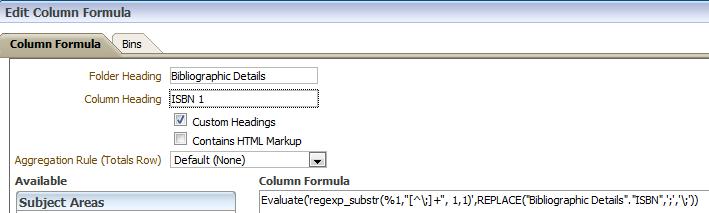 Edit Column Formula
Column Formula Bins
Folder Heading Bibliographic Details
Column Heading ISBN 1
Custom Headings
Contains HTML Markup
Aggregation Rule (Totals Row) Default (None)
Available Column Formula
Subject Areas Evaluate('regexp_substr(%1,"[^\;]+", 1,1)',REPLACE("Bibliographic Details"."ISBN",';','\;'))